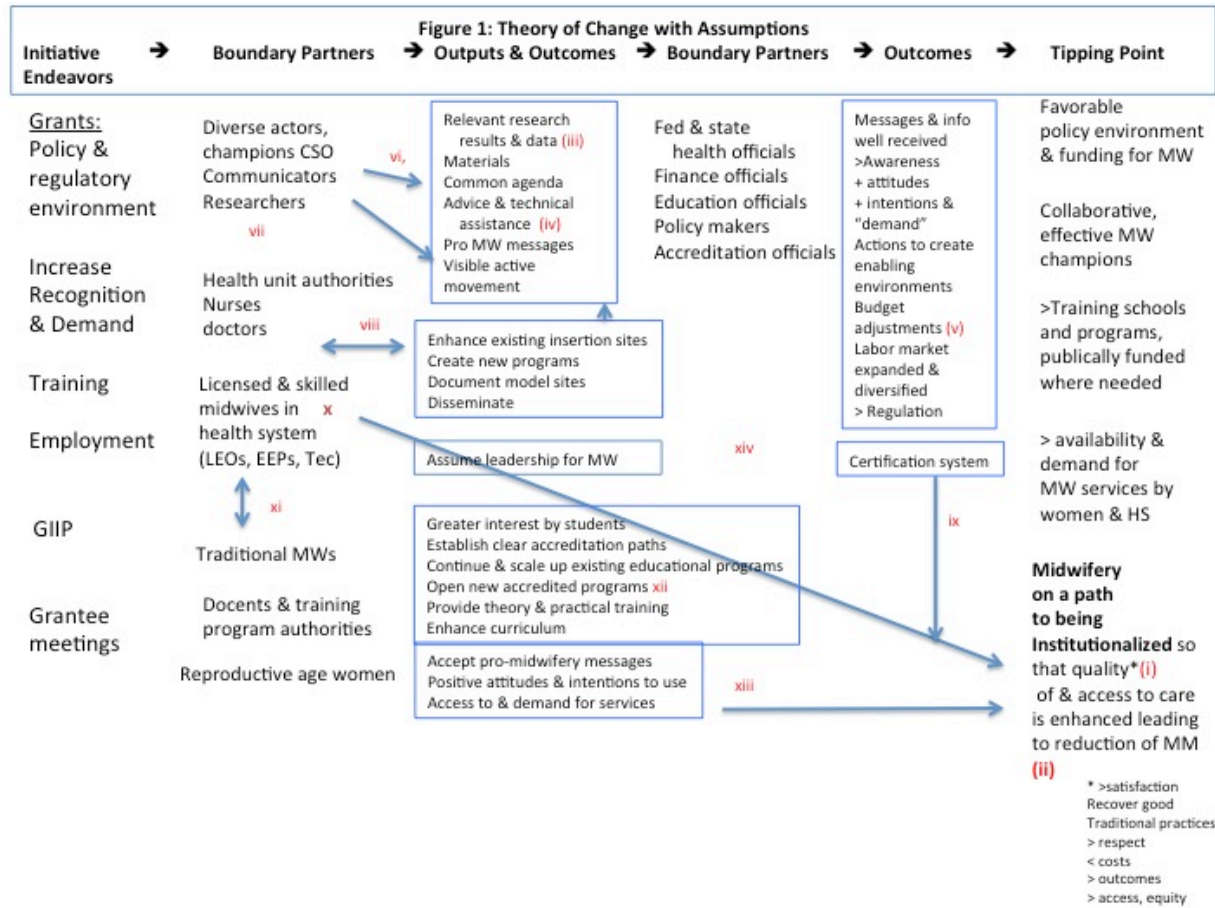 Figure 1: Theory of Change with Assumptions
Initiative Endeavors → Boundary Partners → Outputs & Outcomes → Boundary Partners → Outcomes → Tipping Point
Grants:
Policy &
regulatory
environment
Increase
Recognition
& Demand
Training
Employment
GIIP
Grantee
meetings
Diverse actors,
champions CSO
Communicators
Researchers
vi,
vii
Health unit authorities
Nurses
doctors
viii
Licensed & skilled
midwives in x
health system
(LEOs, EEPs, Tec)
xi
Traditional MWs
Docents & training
program authorities
Reproductive age women
Relevant research
results & data (iii)
Materials
Common agenda
Advice & technical
assistance (iv)
Pro MW messages
Visible active
movement
Enhance existing insertion sites
Create new programs
Document model sites
Disseminate
Assume leadership for MW
Greater interest by students
Establish clear accreditation paths
Continue & scale up existing educational programs
Open new accredited programs xii
Provide theory & practical training
Enhance curriculum
Accept pro-midwifery messages
Positive attitudes & intentions to use
Access to & demand for services
xiii
Fed & state
health officials
Finance officials
Education officials
Policy makers
Accreditation officials
xiv
Messages & info
well received
>Awareness
+ attitudes
+ intentions &
“demand”
Actions to create
enabling
environments
Budget
adjustments (v)
Labor market
expanded &
diversified
> Regulation
Certification system
ix
Favorable
policy environment
& funding for MW
Collaborative,
effective MW
champions
>Training schools
and programs,
publically funded
where needed
> availability &
demand for
MW services by
women & HS
Midwifery
on a path
to being
Institutionalized so
that quality*(i)
of & access to care
is enhanced leading
to reduction of MM
(ii)
* >satisfaction
Recover good
Traditional practices
> respect
< costs
> outcomes
> access, equity